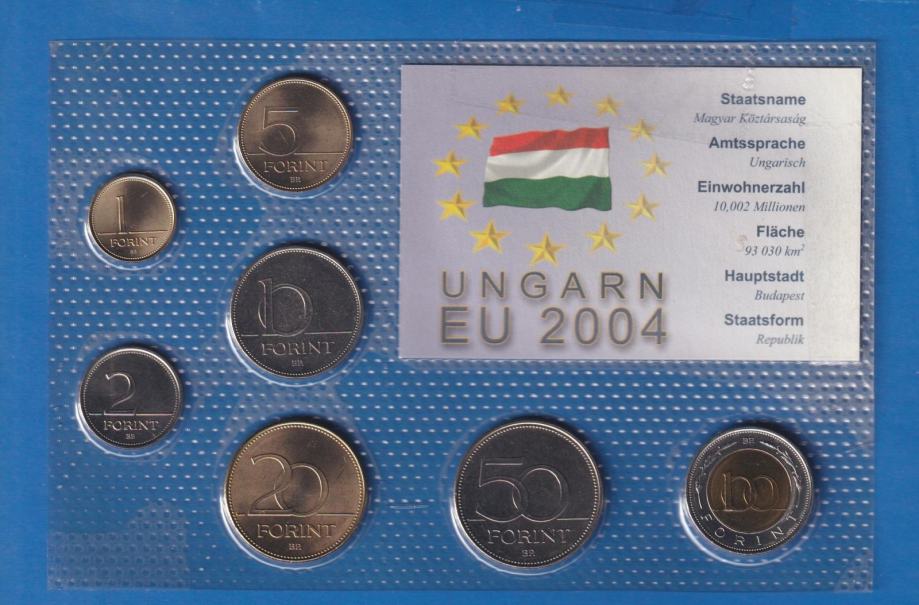 5
FORINT
BP.
1
FORINT
BP.
10
FORINT
BP.
2
FORINT
BP.
20
FORINT
BP.
50
FORINT
BP.
BP.
100
FORINT
UNGARN
EU 2004
Staatsname
Magyar Köztársaság
Amtssprache
Ungarisch
Einwohnerzahl
10,002 Millionen
Fläche
93 030 km²
Hauptstadt
Budapest
Staatsform
Republik